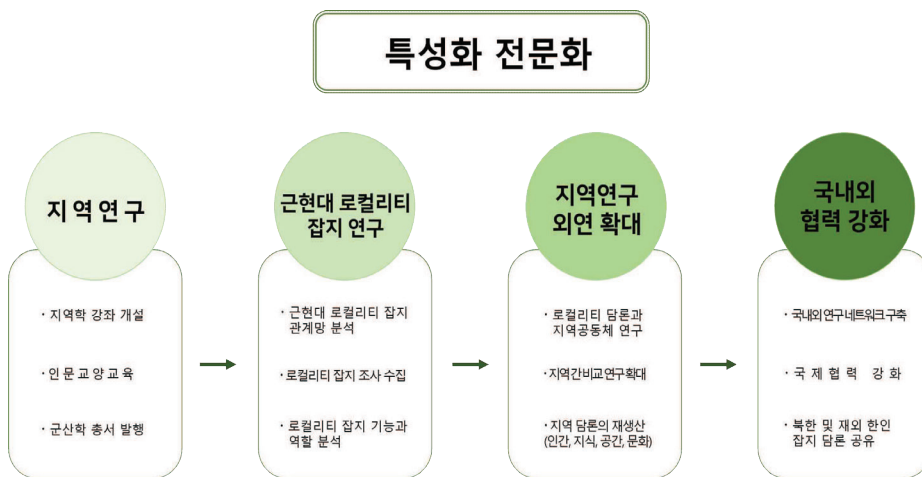 특성화 전문화
지역연구
· 지역학 강좌 개설
· 인문교양교육
· 군산학 총서 발행
근현대 로컬리티
잡지 연구
· 근현대 로컬리티 잡지
관계망 분석
· 로컬리티 잡지 조사 수집
· 로컬리티 잡지 기능과
역할 분석
지역연구
외연 확대
· 로컬리티 담론과
지역공동체 연구
· 지역간 비교 연구 확대
· 지역 담론의 재생산
(인간, 지식, 공간, 문화)
국내외
협력 강화
· 국내외 연구 네트워크 구축
· 국제협력 강화
· 북한 및 재외 한인
잡지 담론 공유